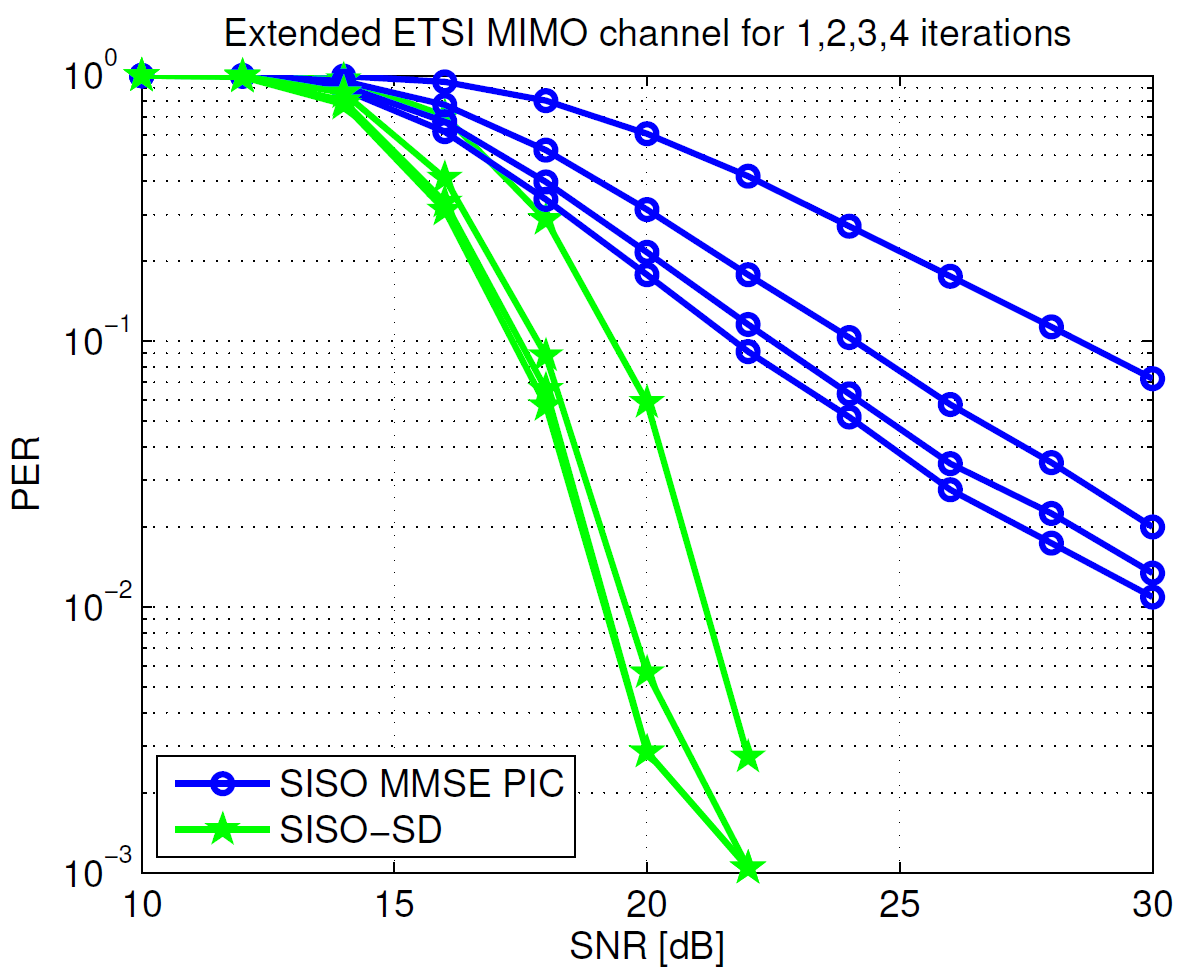 Extended ETSI MIMO channel for 1,2,3,4 iterations
10^0
10^−1
10^−2
10^−3
PER
SISO MMSE PIC
SISO−SD
10 15 20 25 30
SNR [dB]